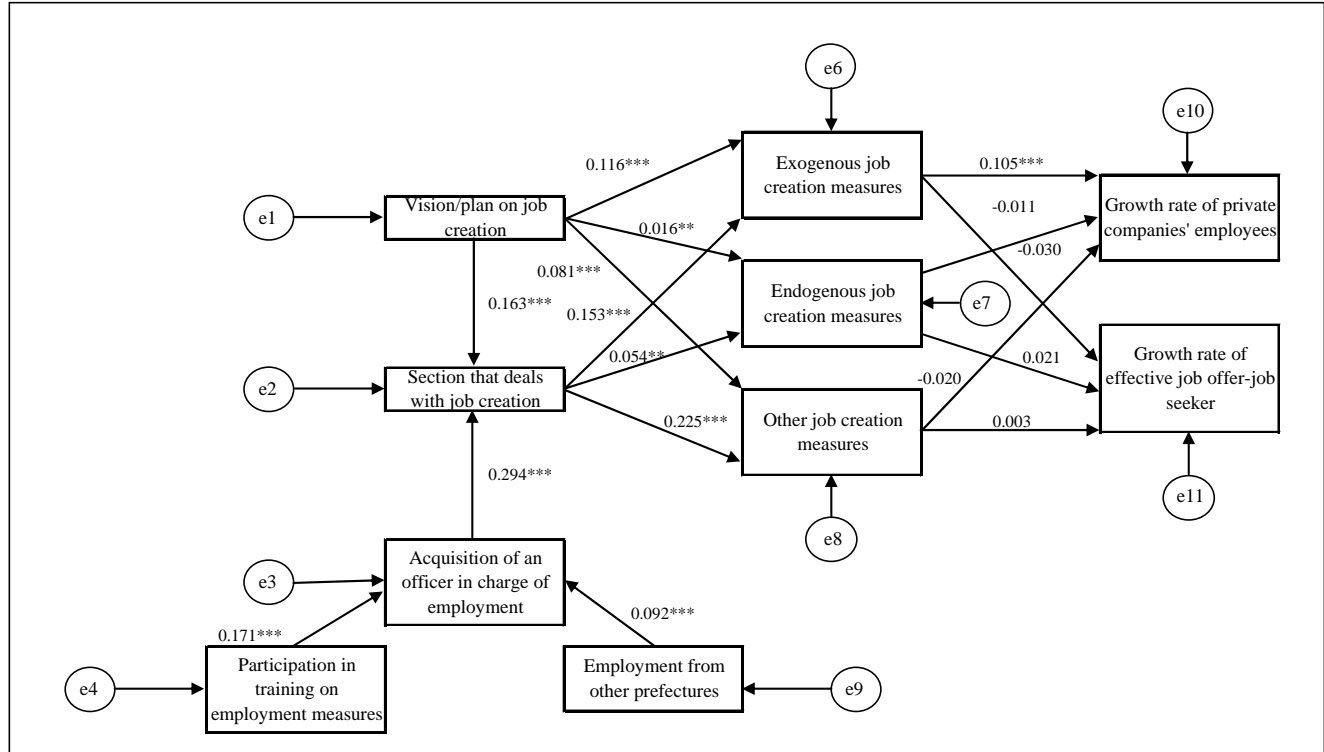 e6
e10
0.116***
Exogenous job
creation measures
0.105***
e1
Vision/plan on job
creation
-0.011
Growth rate of private
companies' employees
0.016**
-0.030
0.081***
Endogenous job
creation measures
e7
0.163***
0.153***
0.054**
0.021
Growth rate of
effective job offer-job
seeker
e2
Section that deals
with job creation
-0.020
0.225***
Other job creation
measures
0.003
0.294***
e11
e8
e3
Acquisition of an
officer in charge of
employment
0.092***
0.171***
e4
Participation in
training on
employment measures
Employment from
other prefectures
e9